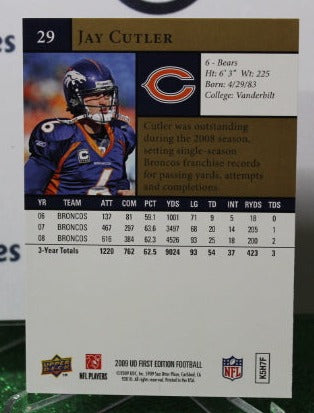 29 JAY CUTLER
6 - Bears
Ht: 6' 3" Wt: 225
Born: 4/29/83
College: Vanderbilt
Cutler was outstanding
during the 2008 season,
setting single-season
Broncos franchise records
for passing yards, attempts
and completions.
YR TEAM ATT COM PCT YDS LG TD INT RYDS TDS
06 BRONCOS 137 81 59.1 1001 71 9 5 18 0
07 BRONCOS 467 297 63.6 3497 68 20 14 205 1
08 BRONCOS 616 384 62.3 4526 93 25 18 200 2
3-Year Totals 1220 762 62.5 9024 93 54 37 423 3
2009 UD FIRST EDITION FOOTBALL
UPPER DECK
NFL PLAYERS
NFL
KSH7F